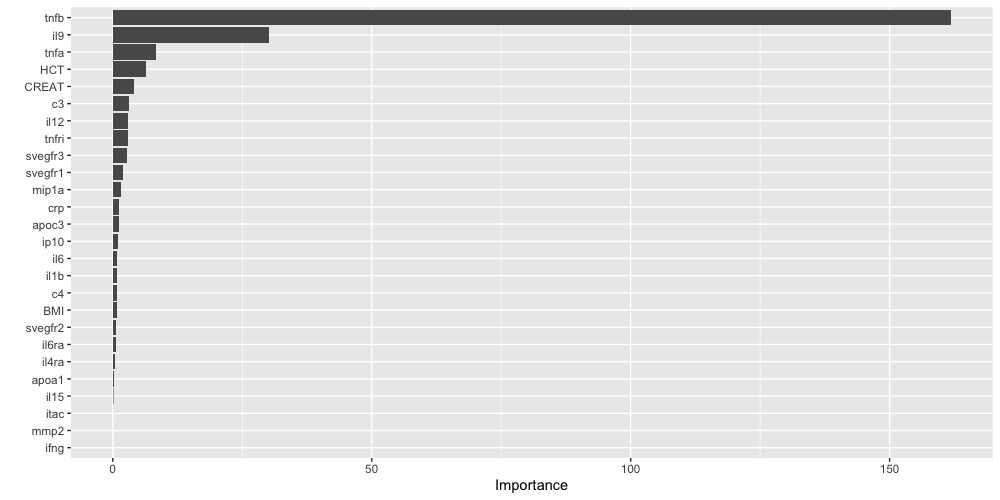 tnfb
il9
tnfa
HCT
CREAT
c3
il12
tnfri
svegfr3
svegfr1
mip1a
crp
apoc3
ip10
il6
il1b
c4
BMI
svegfr2
il6ra
il4ra
apoa1
il15
itac
mmp2
ifng
0 50 100 150
Importance